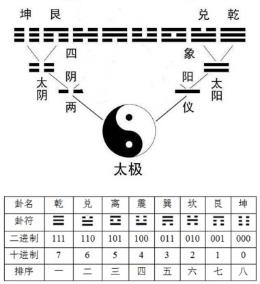 坤 艮 兑 乾
四 象
太阴 阴 阳 太阳
两 仪
太极
卦名 乾 兑 离 震 巽 坎 艮 坤
卦符 ☰ ☱ ☲ ☳ ☴ ☵ ☶ ☷
二进制 111 110 101 100 011 010 001 000
十进制 7 6 5 4 3 2 1 0
排序 一 二 三 四 五 六 七 八